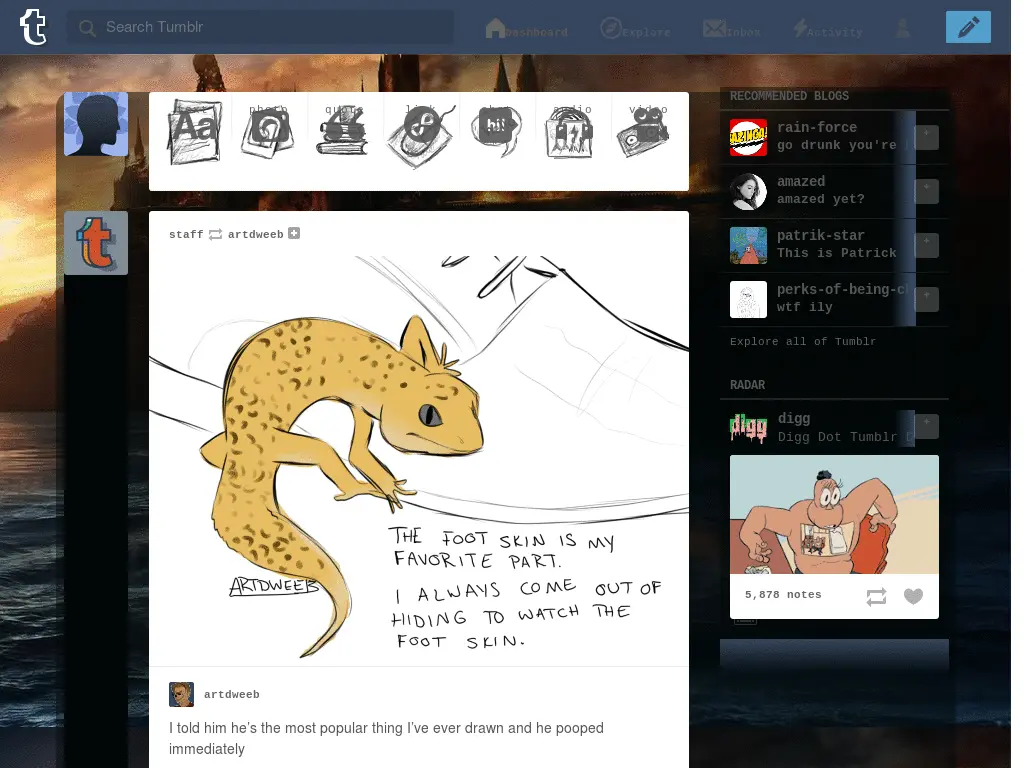 Search Tumblr
Dashboard
Explore
Inbox
Activity
text
photo
quote
link
chat
audio
video
Aa
hi!
staff artdweeb
THE FOOT SKIN IS MY
FAVORITE PART.
I ALWAYS COME OUT OF
HIDING TO WATCH THE
FOOT SKIN.
ARTDWEEB
artdweeb
I told him he's the most popular thing I've ever drawn and he pooped
immediately
RECOMMENDED BLOGS
BAZINGA!
rain-force
go drunk you're
amazed
amazed yet?
patrik-star
This is Patrick
perks-of-being-c
wtf ily
Explore all of Tumblr
RADAR
digg
digg
Digg Dot Tumblr D
5,878 notes